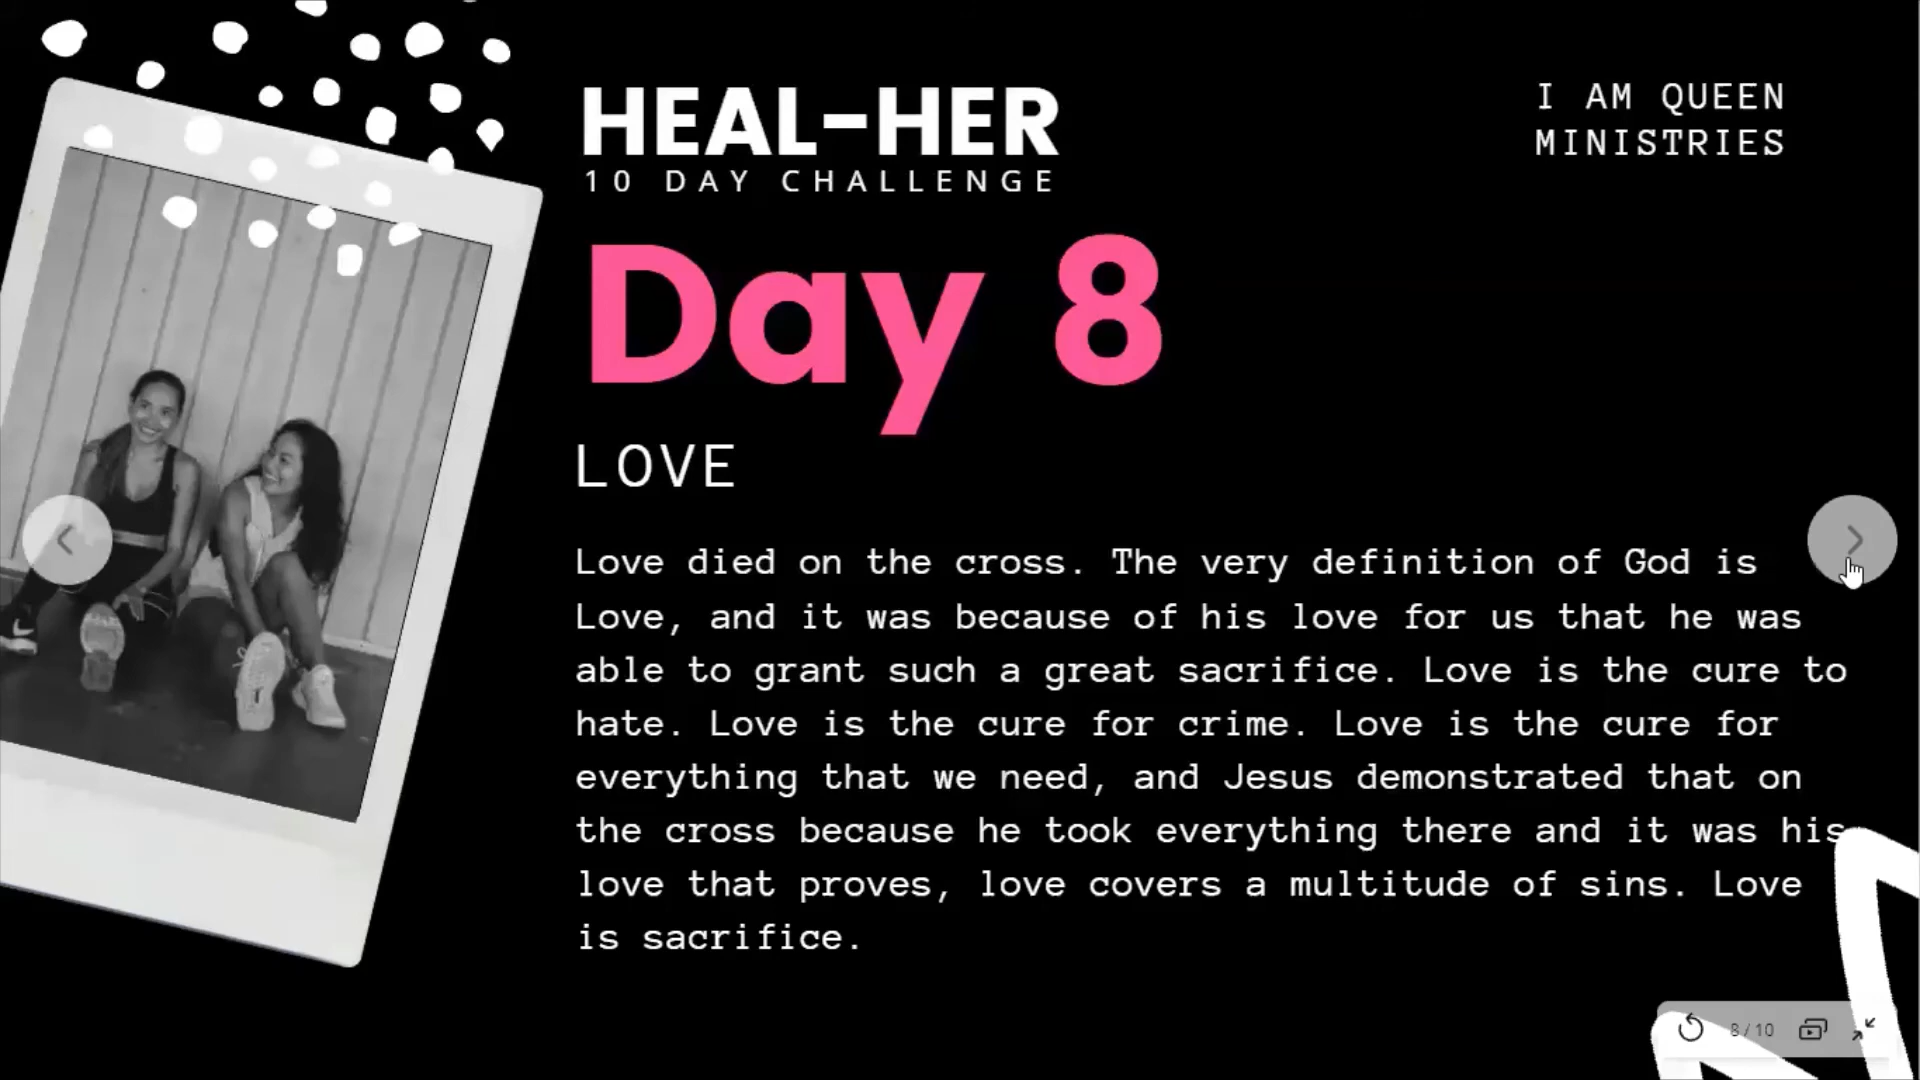 HEAL-HER
10 DAY CHALLENGE
I AM QUEEN
MINISTRIES
Day 8
LOVE
Love died on the cross. The very definition of God is
Love, and it was because of his love for us that he was
able to grant such a great sacrifice. Love is the cure to
hate. Love is the cure for crime. Love is the cure for
everything that we need, and Jesus demonstrated that on
the cross because he took everything there and it was his
love that proves, love covers a multitude of sins. Love
is sacrifice.
8/10